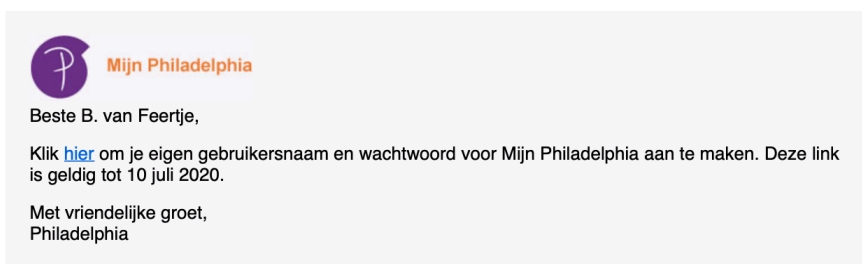 Mijn Philadelphia
Beste B. van Feertje,
Klik hier om je eigen gebruikersnaam en wachtwoord voor Mijn Philadelphia aan te maken. Deze link
is geldig tot 10 juli 2020.
Met vriendelijke groet,
Philadelphia